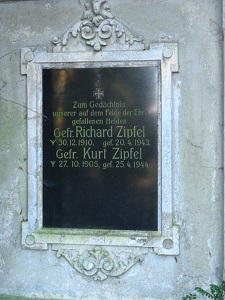 Zum Gedächtnis
unserer auf dem Felde der Ehre
gefallenen Helden
Gefr. Richard Zipfel
30.12.1910, gef. 20.4.1943.
Gefr. Kurt Zipfel
27.10.1905, gef. 25.4.1944